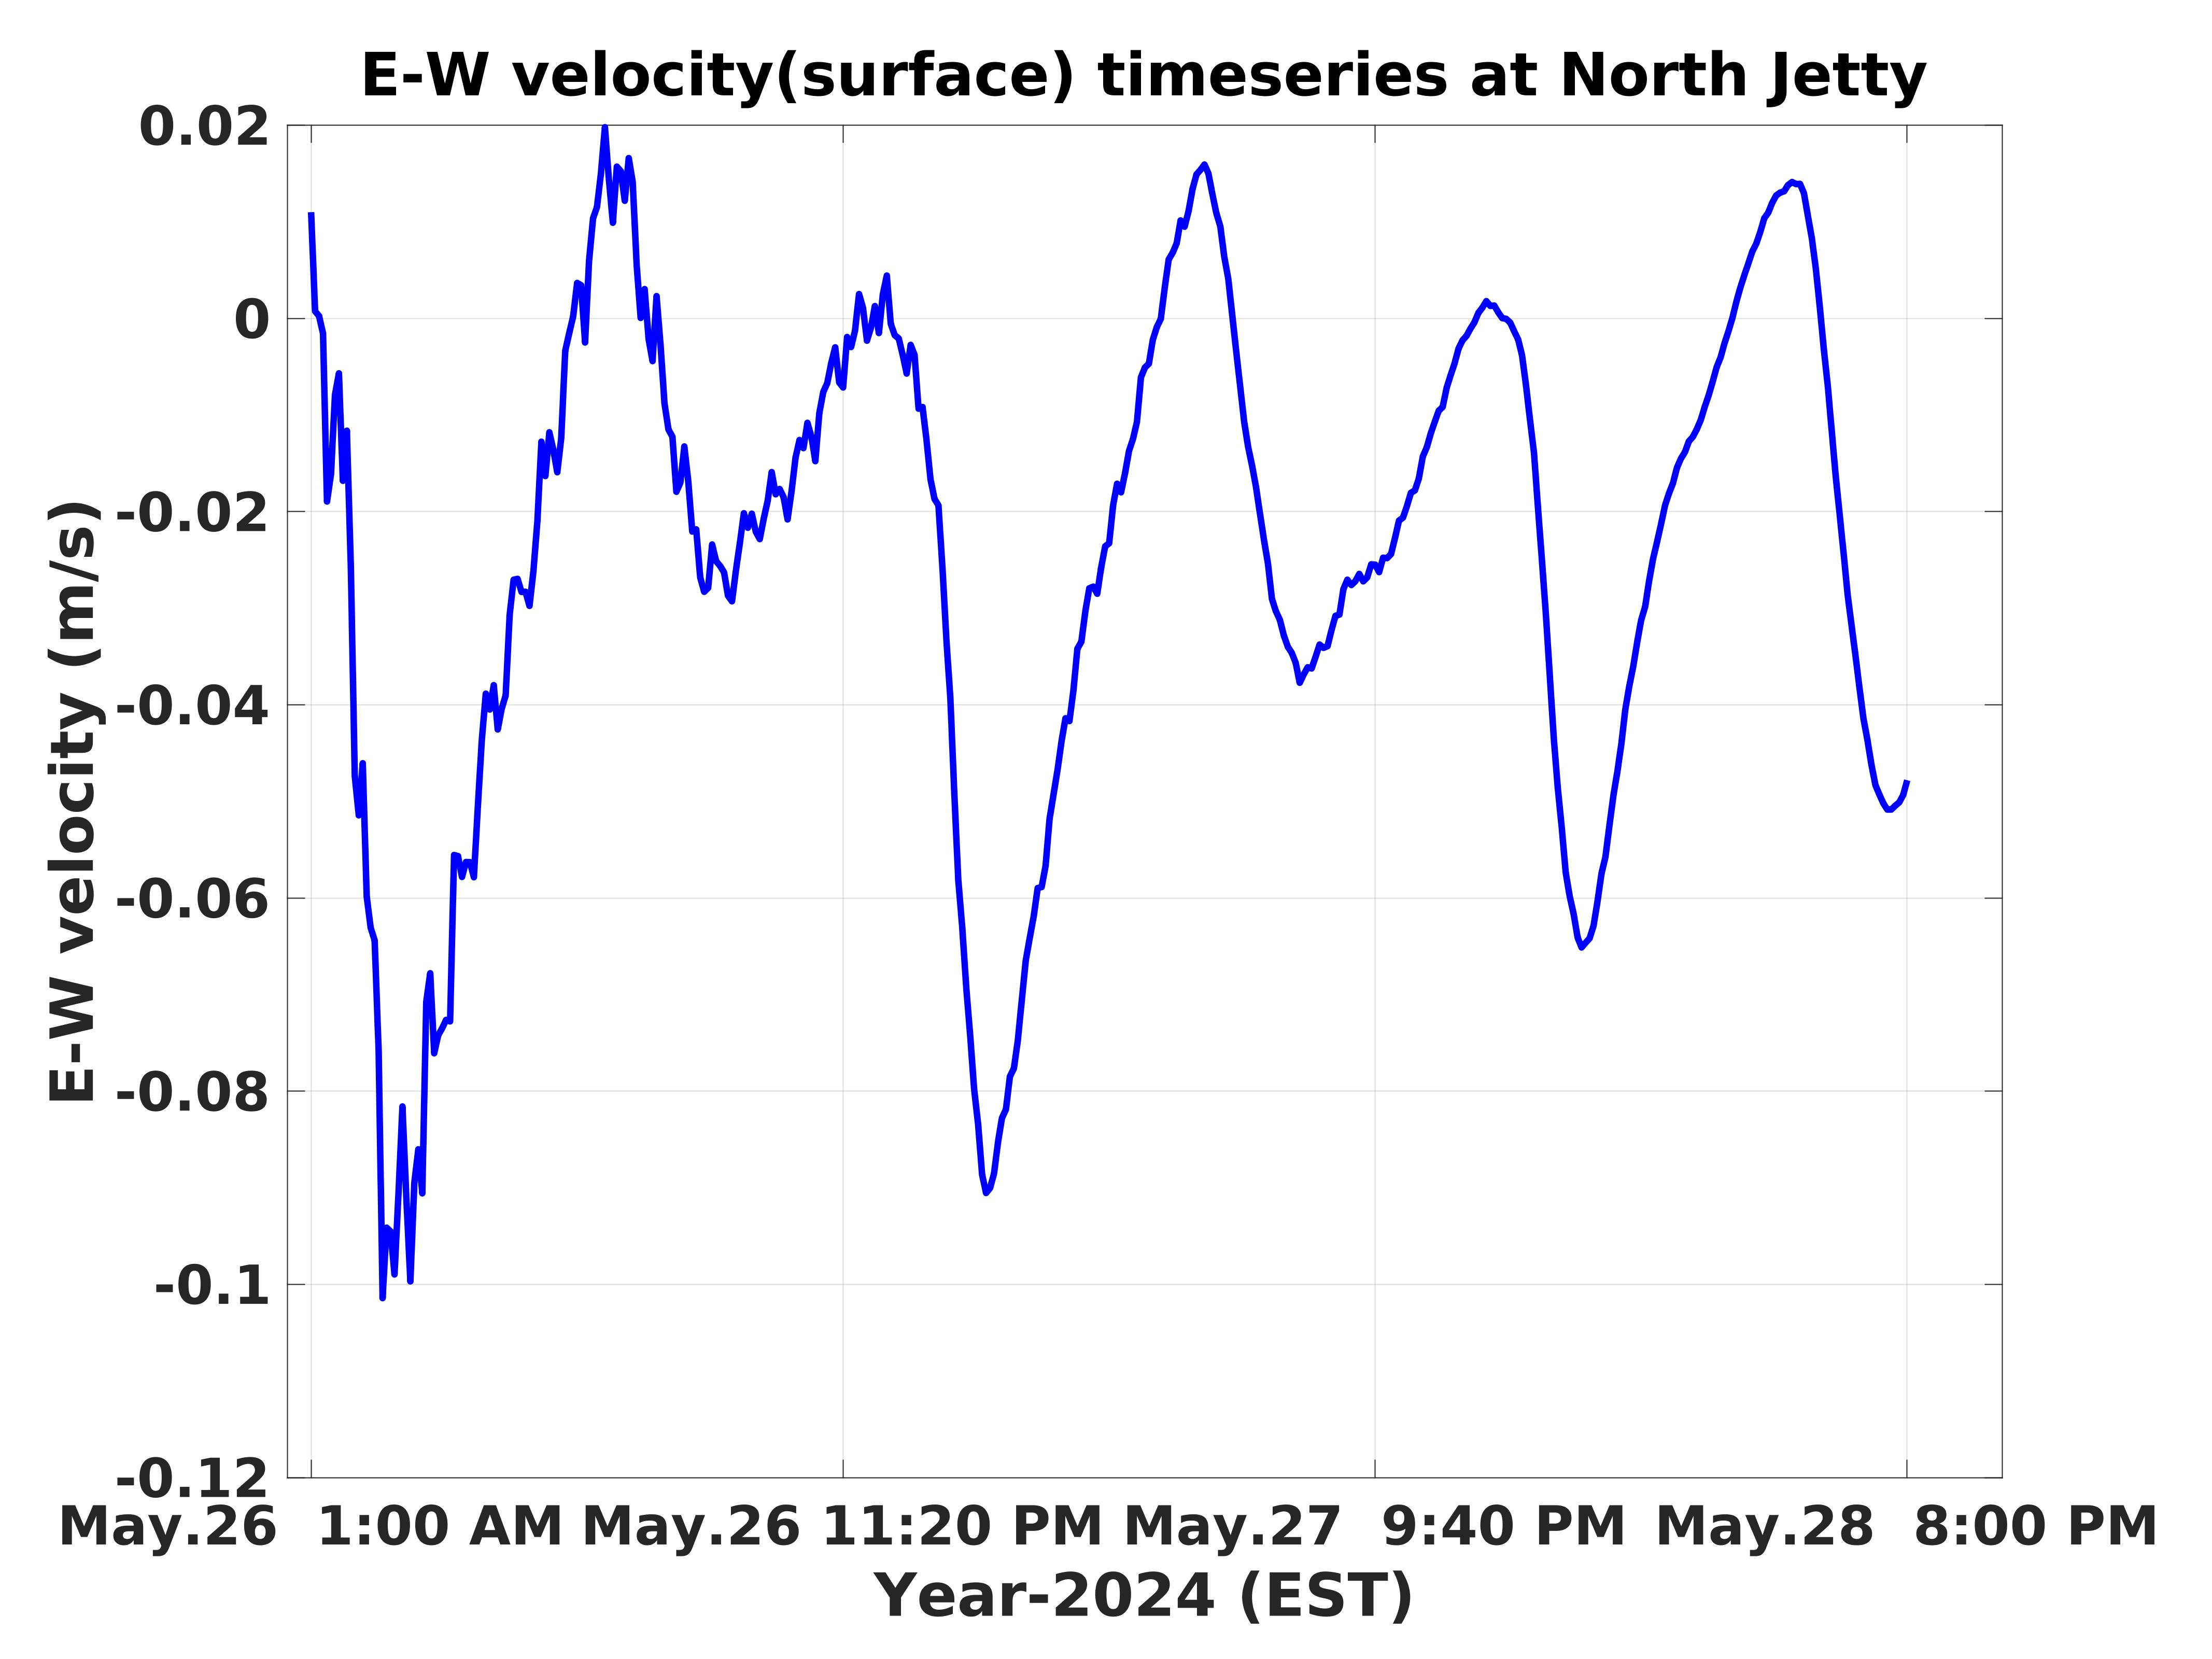 E-W velocity(surface) timeseries at North Jetty
E-W velocity (m/s)
0.02
0
-0.02
-0.04
-0.06
-0.08
-0.1
-0.12
May.26  1:00 AM May.26 11:20 PM May.27  9:40 PM May.28  8:00 PM
Year-2024 (EST)